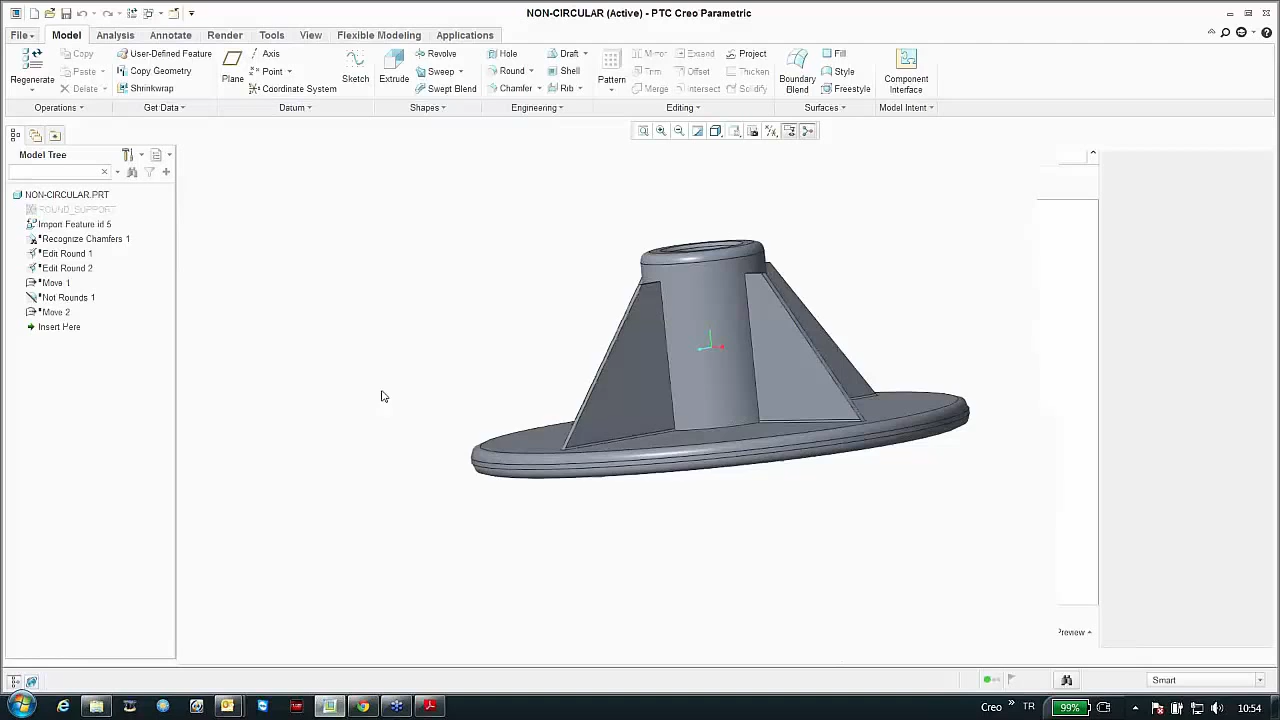 NON-CIRCULAR (Active) - PTC Creo Parametric
File Model Analysis Annotate Render Tools View Flexible Modeling Applications
Regenerate
Copy
Paste
Delete
User-Defined Feature
Copy Geometry
Shrinkwrap
Plane
Axis
Point
Coordinate System
Sketch
Extrude
Revolve
Sweep
Swept Blend
Hole
Round
Chamfer
Draft
Shell
Rib
Pattern
Mirror
Trim
Merge
Extend
Offset
Intersect
Project
Thicken
Solidify
Boundary
Blend
Fill
Style
Freestyle
Component
Interface
Operations Get Data Datum Shapes Engineering Editing Surfaces Model Intent
Model Tree
NON-CIRCULAR.PRT
ROUND_SUPPORT
Import Feature id 5
Recognize Chamfers 1
Edit Round 1
Edit Round 2
Move 1
Not Rounds 1
Move 2
Insert Here
Preview
Smart
Creo
TR
99%
10:54